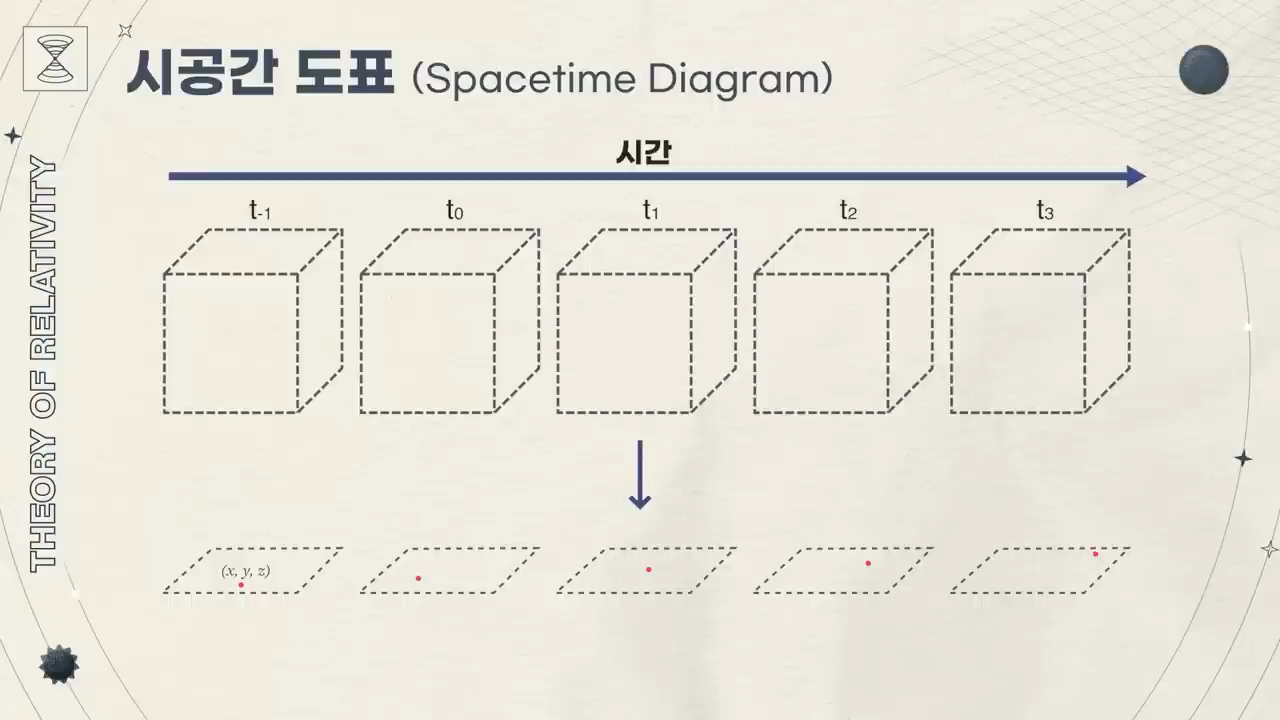 시공간 도표 (Spacetime Diagram)
THEORY OF RELATIVITY
시간
t-1 t0 t1 t2 t3
(x, y, z)